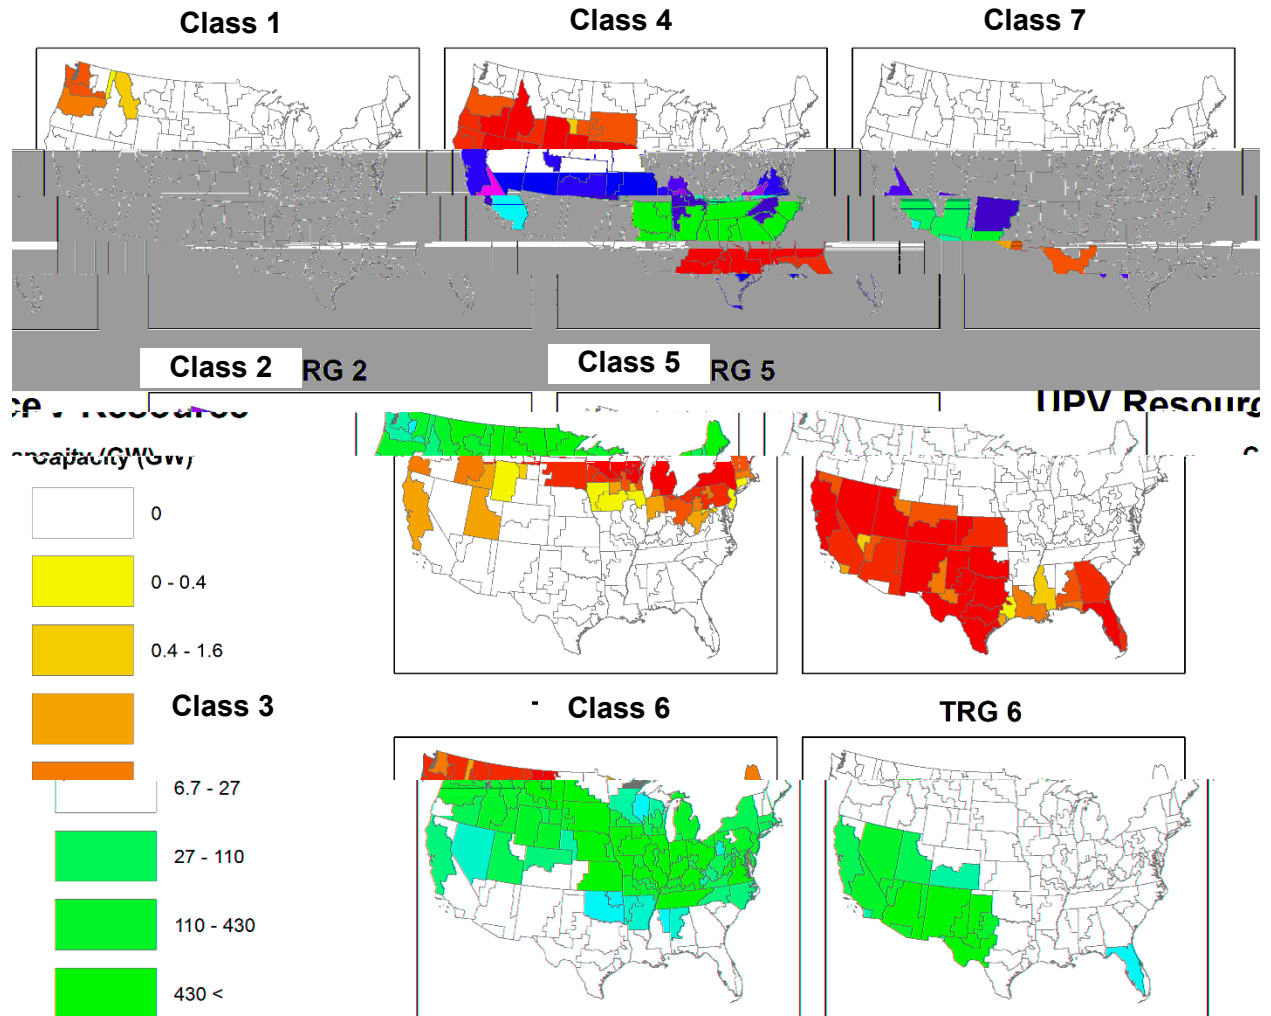 Class 1
Class 4
Class 7
Class 2 RG 2
Class 5 RG 5
UPV Resourc
Capacity (GW)
0
0 - 0.4
0.4 - 1.6
Class 3
Class 6
TRG 6
6.7 - 27
27 - 110
110 - 430
430 <